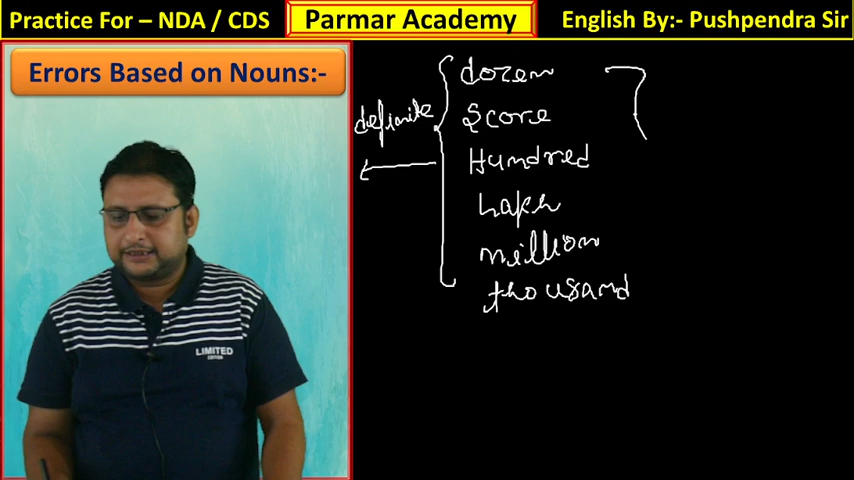 Practice For – NDA / CDS
Parmar Academy
English By:- Pushpendra Sir
Errors Based on Nouns:-
definite
dozen
Score
Hundred
Lakh
million
thousand
LIMITED
EDITION